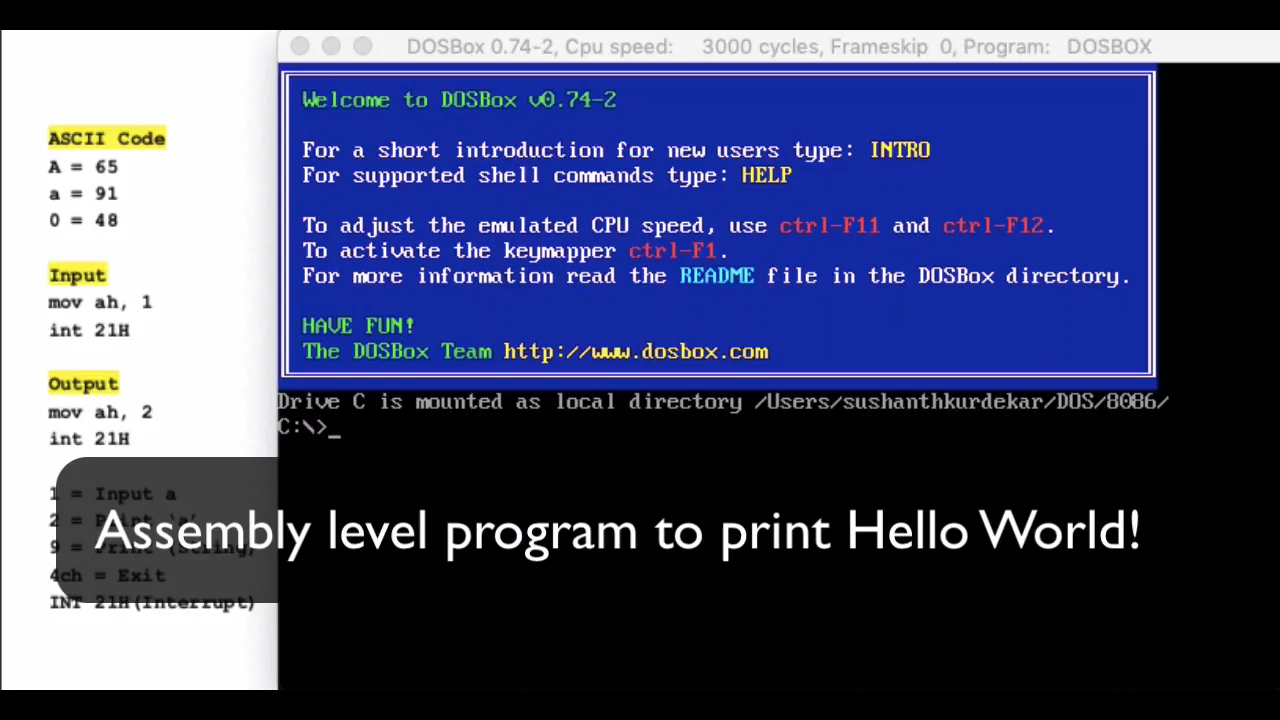 DOSBox 0.74-2, Cpu speed: 3000 cycles, Frameskip 0, Program: DOSBOX
Welcome to DOSBox v0.74-2
For a short introduction for new users type: INTRO
For supported shell commands type: HELP
To adjust the emulated CPU speed, use ctrl-F11 and ctrl-F12.
To activate the keymapper ctrl-F1.
For more information read the README file in the DOSBox directory.
HAVE FUN!
The DOSBox Team http://www.dosbox.com
Drive C is mounted as local directory /Users/sushanthkurdekar/DOS/8086/
C:\>_
ASCII Code
A = 65
a = 91
0 = 48
Input
mov ah, 1
int 21H
Output
mov ah, 2
int 21H
1 = Input a
2 = Print
9 = Print (String)
4ch = Exit
INT 21H(Interrupt)
Assembly level program to print Hello World!